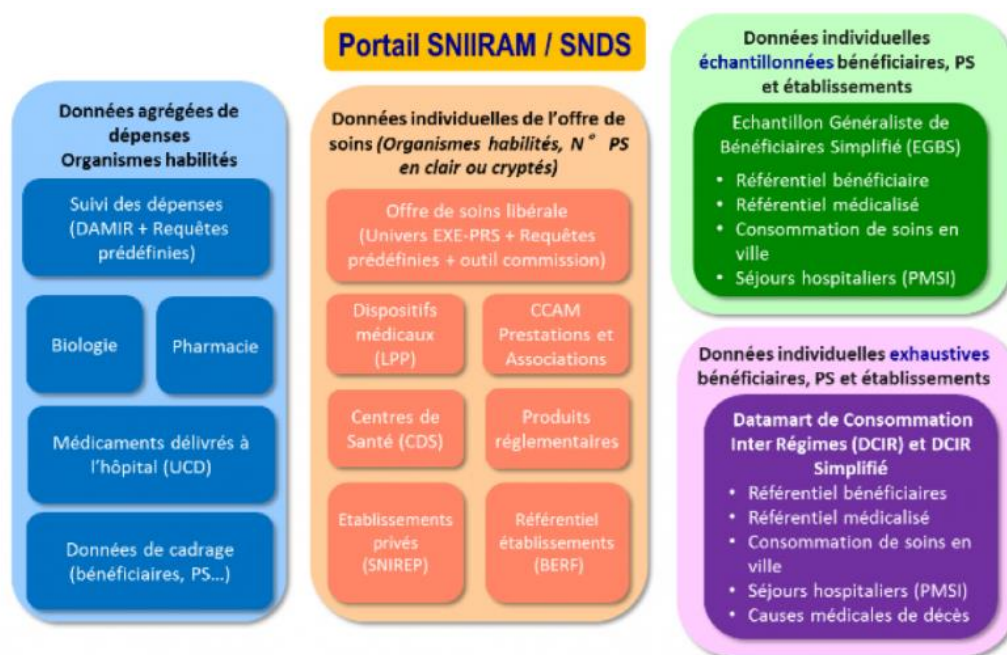 Portail SNIIRAM / SNDS
Données agrégées de
dépenses
Organismes habilités
Suivi des dépenses
(DAMIR + Requêtes
prédéfinies)
Biologie
Pharmacie
Médicaments délivrés à
l'hôpital (UCD)
Données de cadrage
(bénéficiaires, PS...)
Données individuelles de l'offre de
soins (Organismes habilités, N° PS
en clair ou cryptés)
Offre de soins libérale
(Univers EXE-PRS + Requêtes
prédéfinies + outil commission)
Dispositifs
médicaux
(LPP)
CCAM
Prestations et
Associations
Centres de
Santé (CDS)
Produits
réglementaires
Etablissements
privés
(SNIREP)
Référentiel
établissements
(BERF)
Données individuelles
échantillonnées bénéficiaires, PS
et établissements
Echantillon Généraliste de
Bénéficiaires Simplifié (EGBS)
• Référentiel bénéficiaire
• Référentiel médicalisé
• Consommation de soins en
ville
• Séjours hospitaliers (PMSI)
Données individuelles exhaustives
bénéficiaires, PS et établissements
Datamart de Consommation
Inter Régimes (DCIR) et DCIR
Simplifié
• Référentiel bénéficiaires
• Référentiel médicalisé
• Consommation de soins en
ville
• Séjours hospitaliers (PMSI)
• Causes médicales de décès